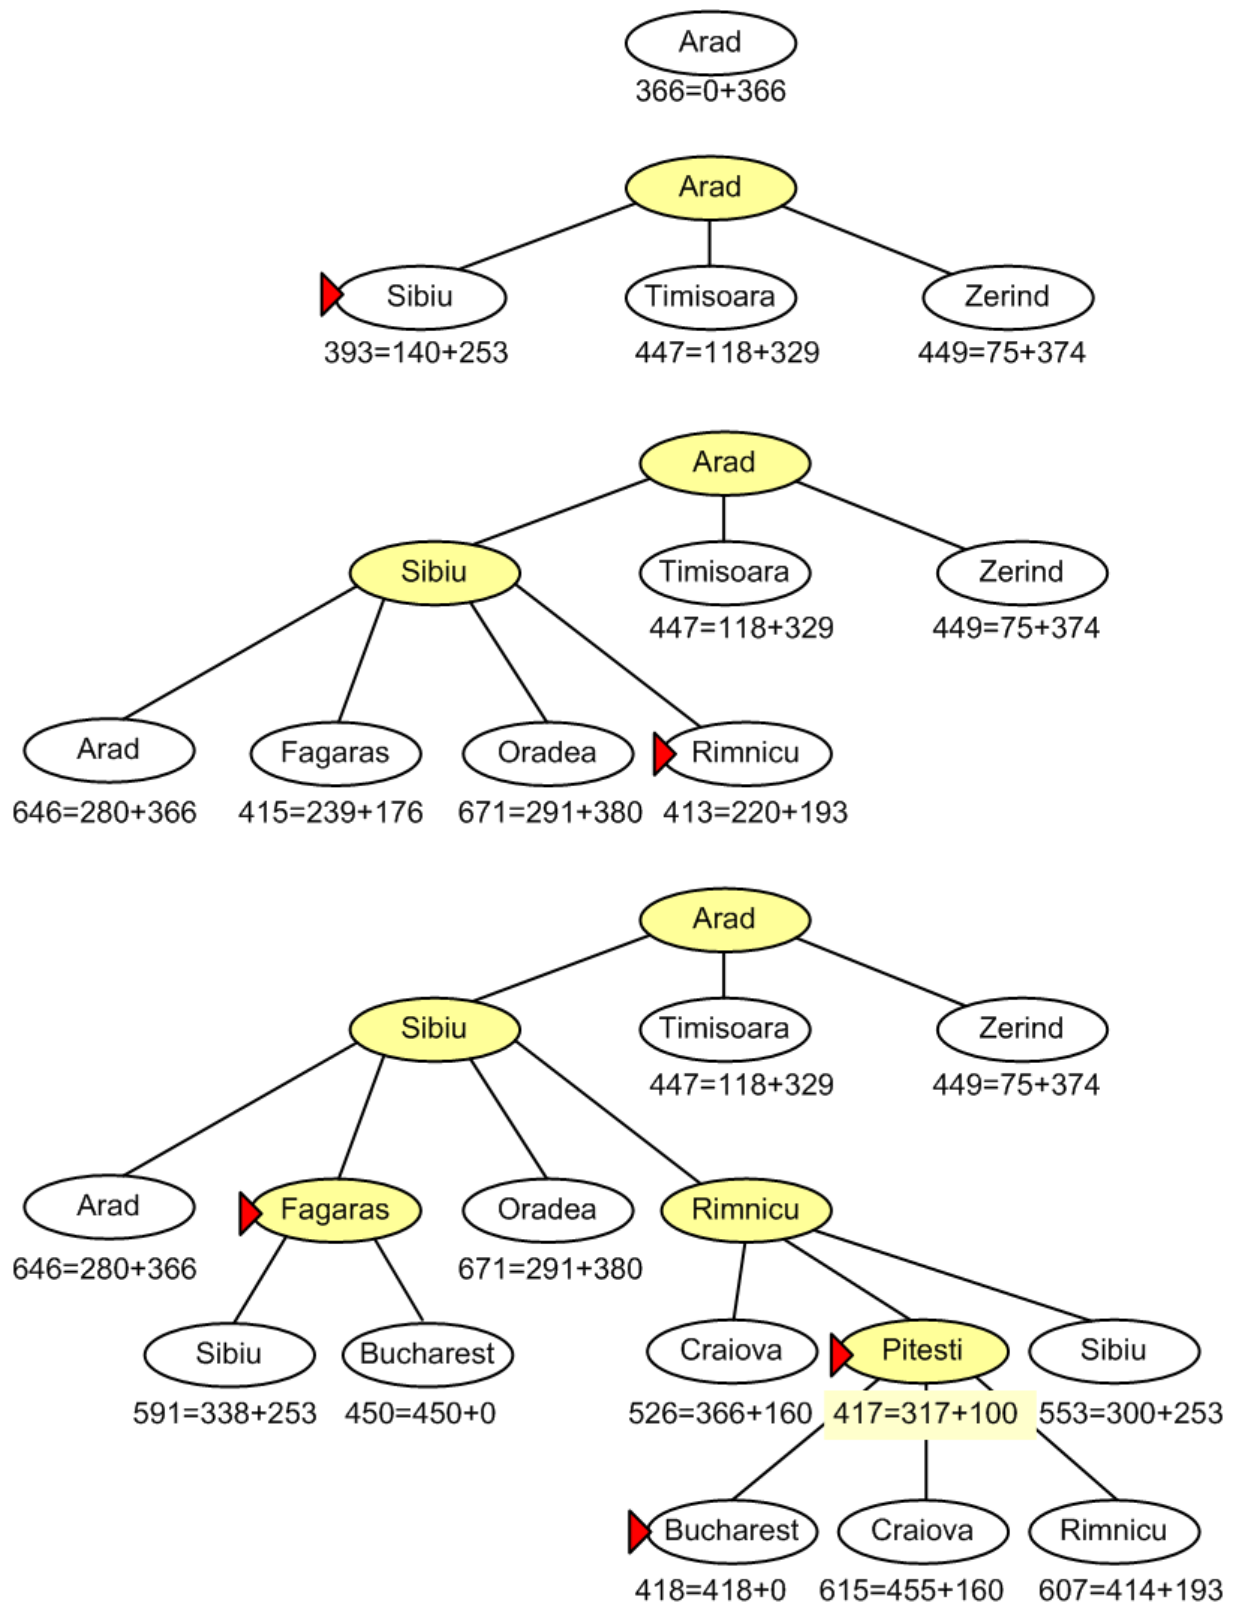 Arad
366=0+366
Arad
Sibiu Timisoara Zerind
393=140+253 447=118+329 449=75+374
Arad
Sibiu Timisoara Zerind
447=118+329 449=75+374
Arad Fagaras Oradea Rimnicu
646=280+366 415=239+176 671=291+380 413=220+193
Arad
Sibiu Timisoara Zerind
447=118+329 449=75+374
Arad Fagaras Oradea Rimnicu
646=280+366 671=291+380
Sibiu Bucharest Craiova Pitesti Sibiu
591=338+253 450=450+0 526=366+160 417=317+100 553=300+253
Bucharest Craiova Rimnicu
418=418+0 615=455+160 607=414+193